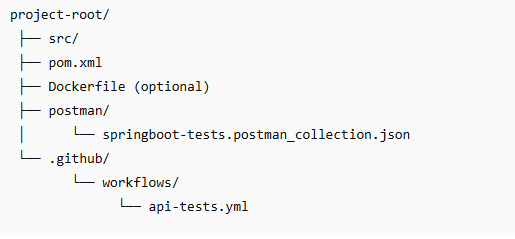 project-root/
├── src/
├── pom.xml
├── Dockerfile (optional)
├── postman/
│     └── springboot-tests.postman_collection.json
└── .github/
      └── workflows/
            └── api-tests.yml